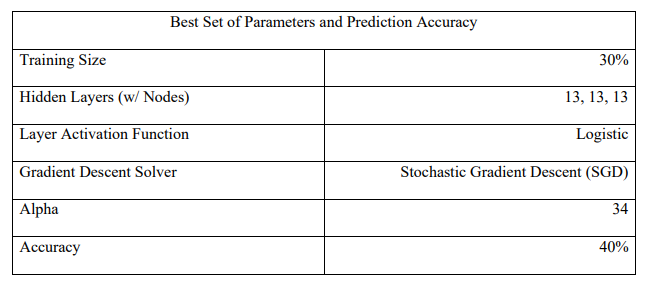 Best Set of Parameters and Prediction Accuracy
Training Size 30%
Hidden Layers (w/ Nodes) 13, 13, 13
Layer Activation Function Logistic
Gradient Descent Solver Stochastic Gradient Descent (SGD)
Alpha 34
Accuracy 40%